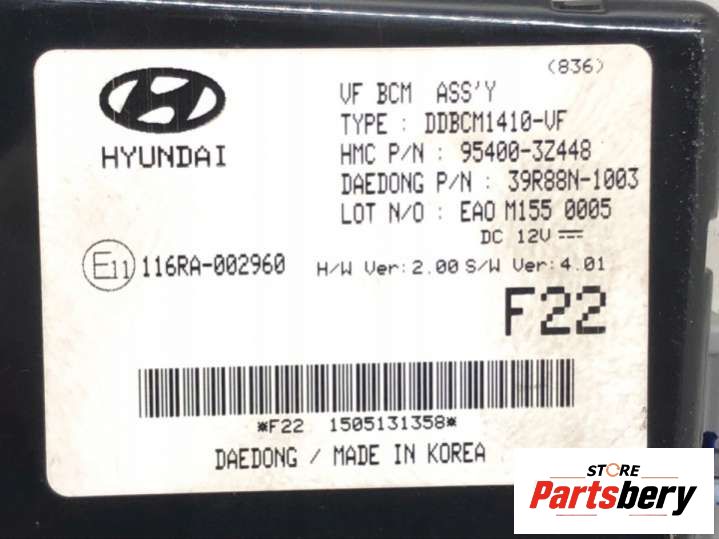 (836)
VF BCM ASS'Y
TYPE : DDBCM1410-VF
HYUNDAI
HMC P/N : 95400-3Z448
DAEDONG P/N : 39R88N-1003
LOT N/O : EAO M155 0005
DC 12V
E11 116RA-002960
H/W Ver:2.00 S/W Ver:4.01
F22
*F22 1505131358*
DAEDONG / MADE IN KOREA
STORE
Partsbery